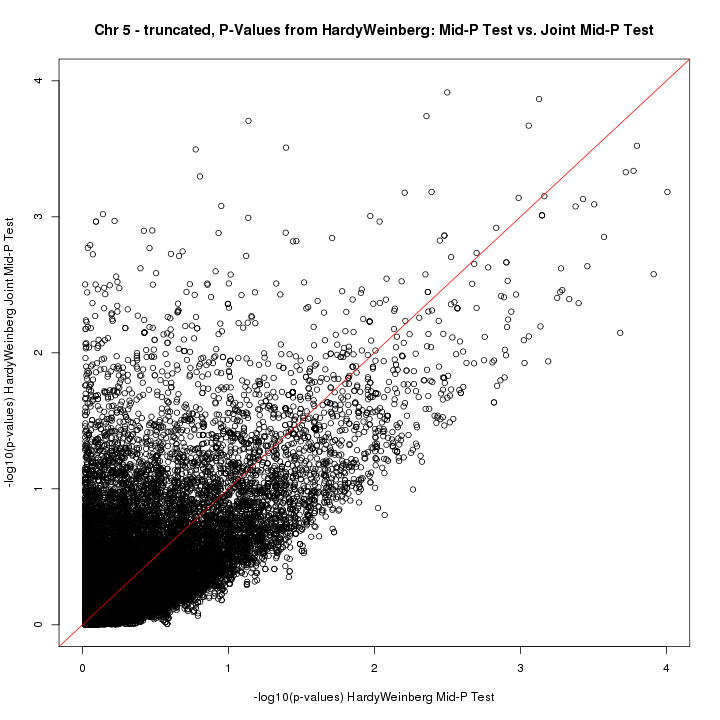 Chr 5 - truncated, P-Values from HardyWeinberg: Mid-P Test vs. Joint Mid-P Test
-log10(p-values) HardyWeinberg Joint Mid-P Test
4
3
2
1
0
0 1 2 3 4
-log10(p-values) HardyWeinberg Mid-P Test